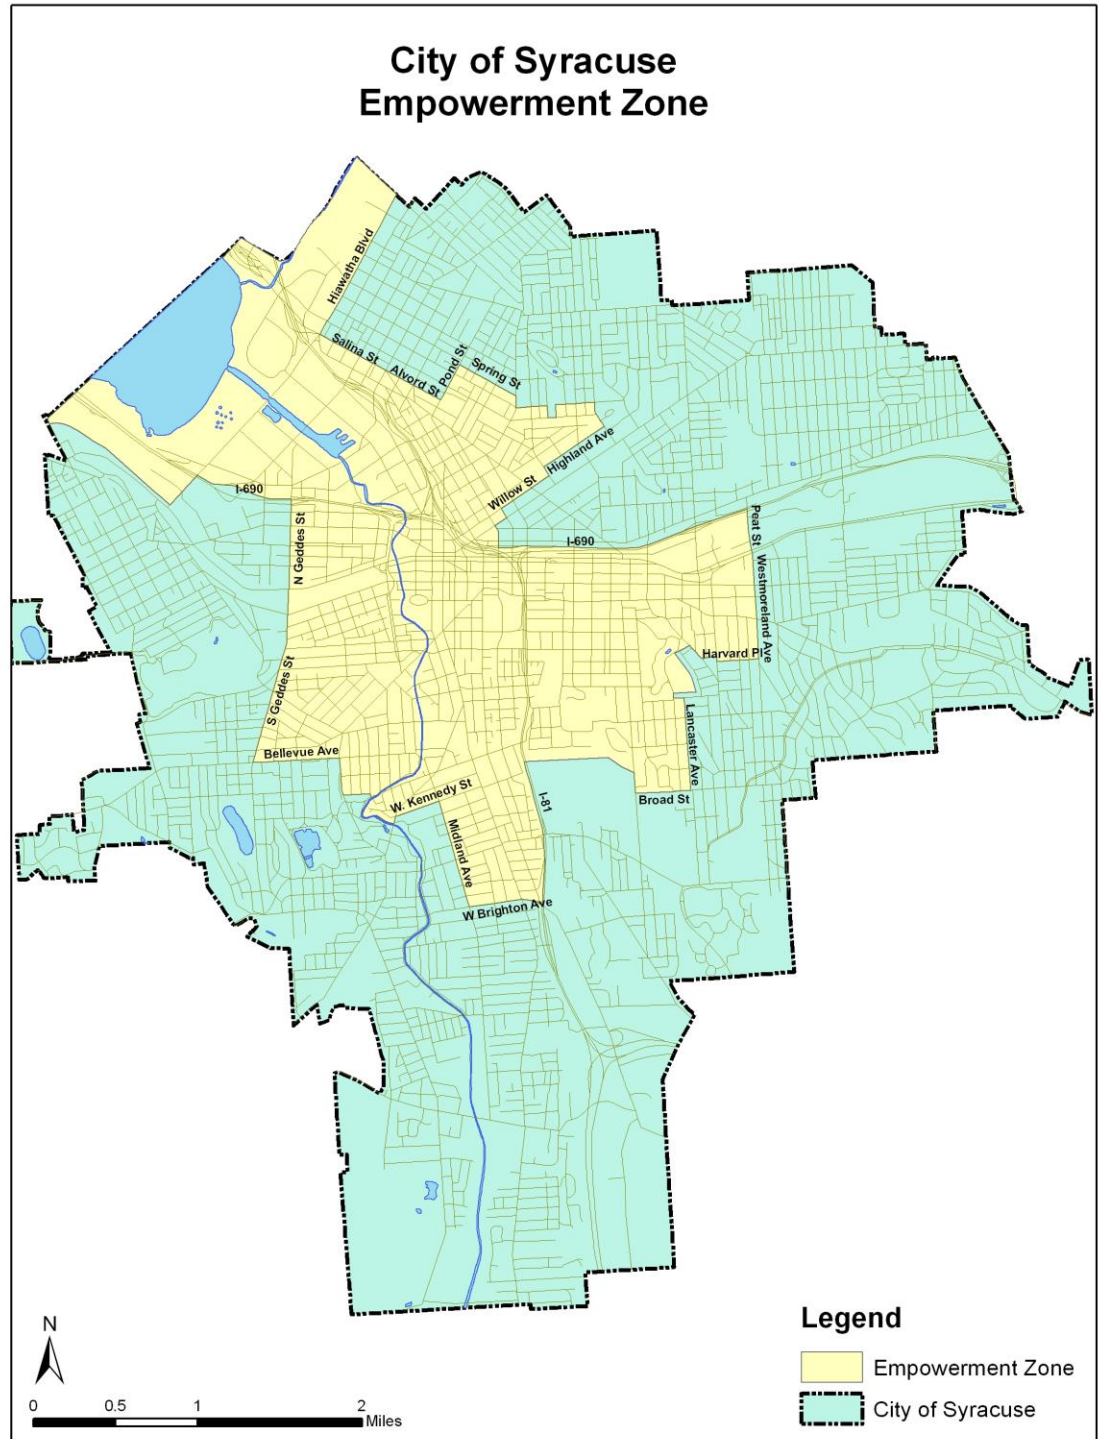 City of Syracuse
Empowerment Zone
Hiawatha Blvd
Salina St
Alvord St
Pond St
Spring St
Highland Ave
Willow St
I-690
I-690
N Geddes St
Peat St
Westmoreland Ave
Harvard Pl
S Geddes St
Lancaster Ave
Bellevue Ave
W. Kennedy St
I-81
Broad St
Midland Ave
W Brighton Ave
N
0 0.5 1 2
Miles
Legend
Empowerment Zone
City of Syracuse